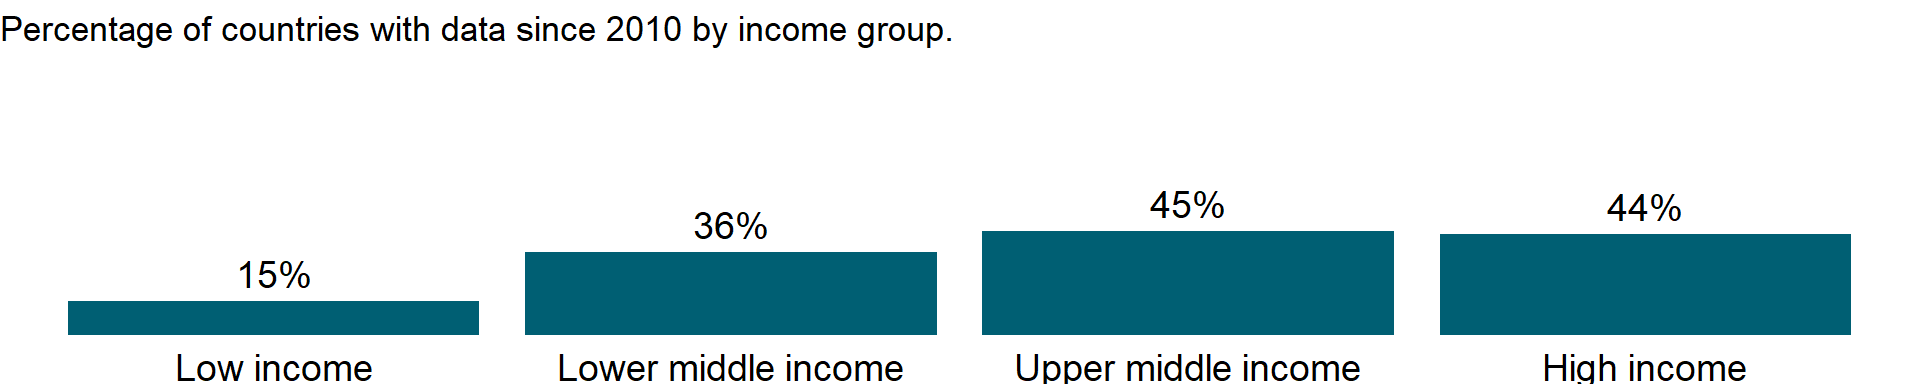 Percentage of countries with data since 2010 by income group.
45%
44%
36%
15%
Low income Lower middle income Upper middle income High income